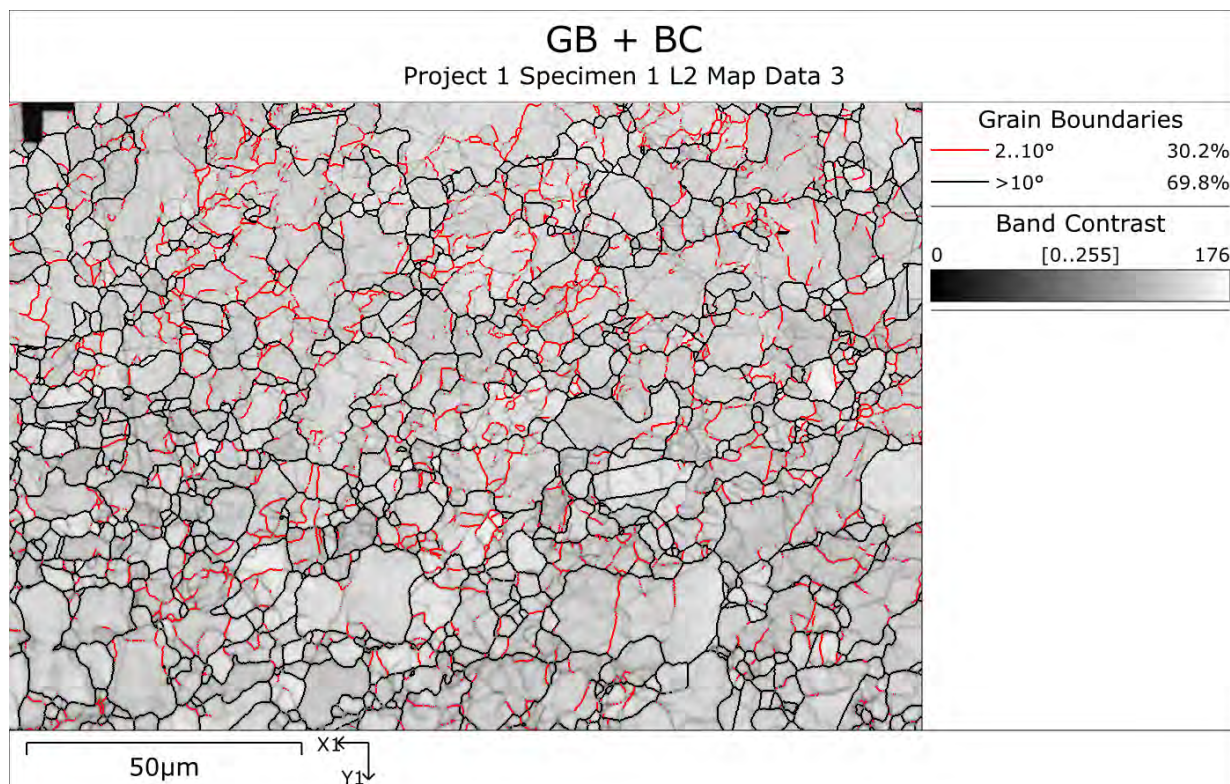 GB + BC
Project 1 Specimen 1 L2 Map Data 3
Grain Boundaries
2..10° 30.2%
>10° 69.8%
Band Contrast
0 [0..255] 176
50µm
X1
Y1